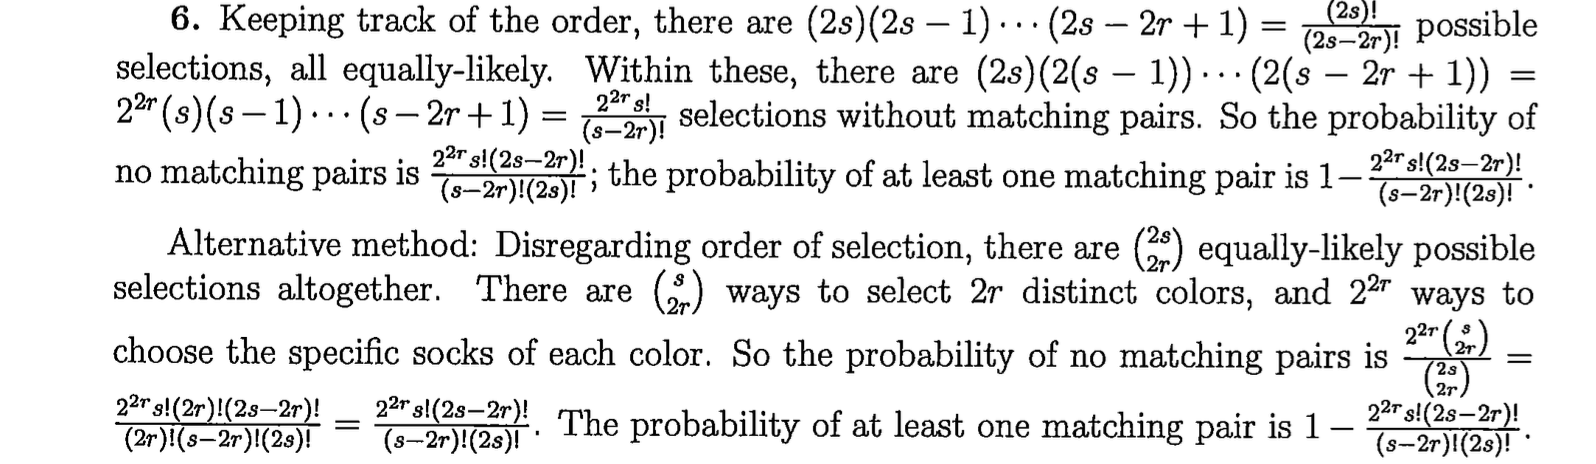 6. Keeping track of the order, there are (2s)(2s − 1) · · · (2s − 2r + 1) = \frac{(2s)!}{(2s−2r)!} possible
selections, all equally-likely. Within these, there are (2s)(2(s − 1)) · · · (2(s − 2r + 1)) =
2^{2r}(s)(s − 1) · · · (s − 2r + 1) = \frac{2^{2r}s!}{(s−2r)!} selections without matching pairs. So the probability of
no matching pairs is \frac{2^{2r}s!(2s−2r)!}{(s−2r)!(2s)!}; the probability of at least one matching pair is 1−\frac{2^{2r}s!(2s−2r)!}{(s−2r)!(2s)!}.
Alternative method: Disregarding order of selection, there are \binom{2s}{2r} equally-likely possible
selections altogether. There are \binom{s}{2r} ways to select 2r distinct colors, and 2^{2r} ways to
choose the specific socks of each color. So the probability of no matching pairs is \frac{2^{2r}\binom{s}{2r}}{\binom{2s}{2r}} =
\frac{2^{2r}s!(2r)!(2s−2r)!}{(2r)!(s−2r)!(2s)!} = \frac{2^{2r}s!(2s−2r)!}{(s−2r)!(2s)!}. The probability of at least one matching pair is 1 − \frac{2^{2r}s!(2s−2r)!}{(s−2r)!(2s)!}.